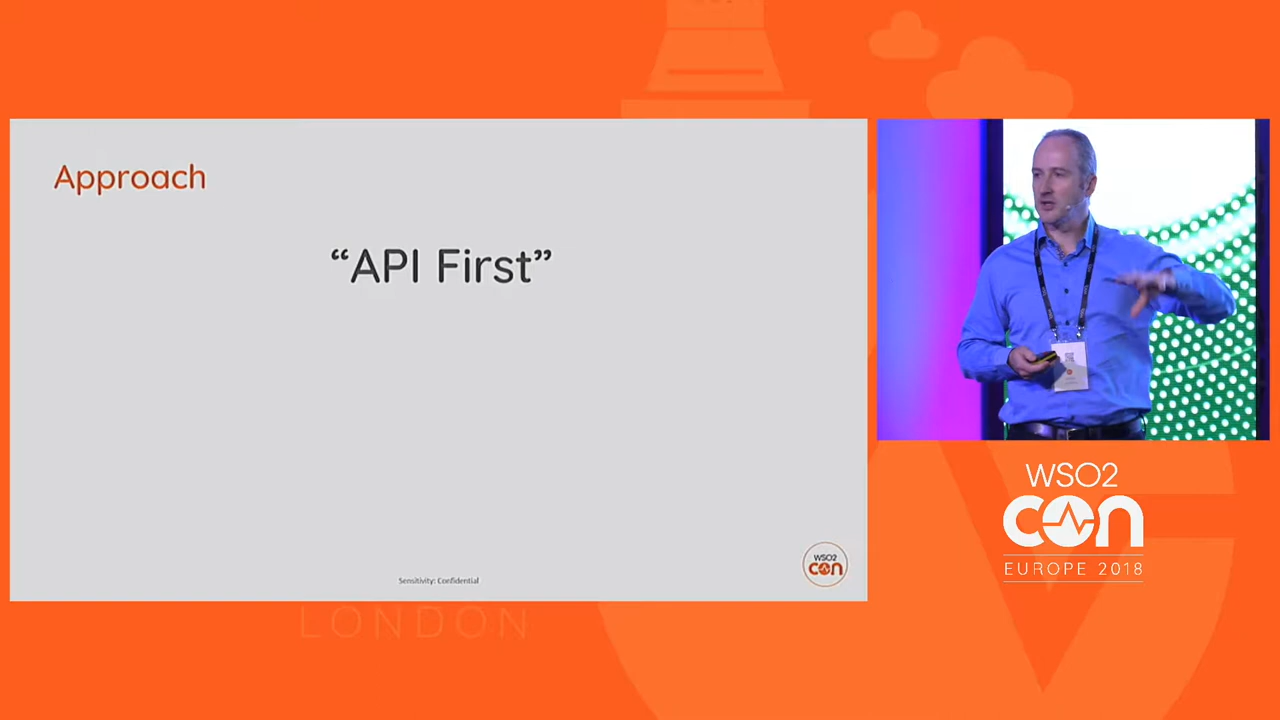 Approach
“API First”
Sensitivity: Confidential
WSO2
con
WSO2
con
EUROPE 2018
LONDON